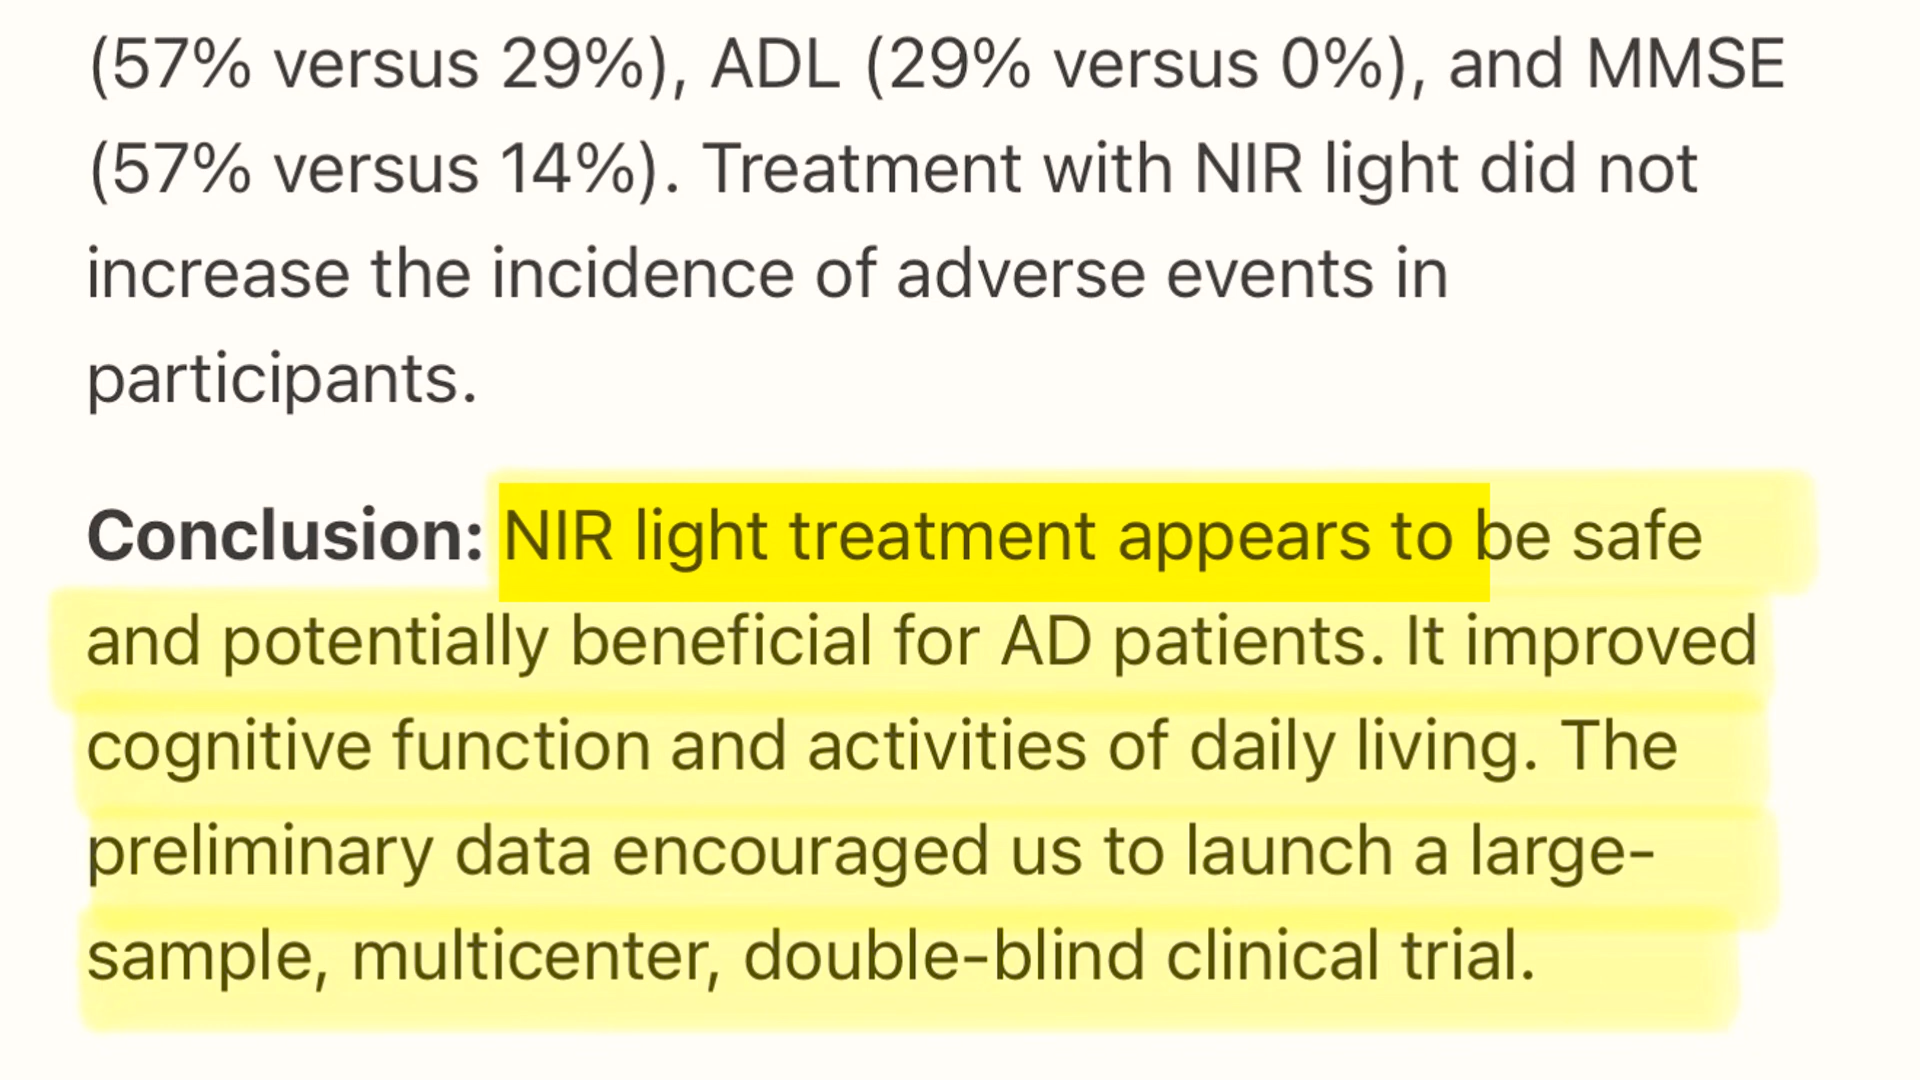 (57% versus 29%), ADL (29% versus 0%), and MMSE
(57% versus 14%). Treatment with NIR light did not
increase the incidence of adverse events in
participants.
Conclusion: NIR light treatment appears to be safe
and potentially beneficial for AD patients. It improved
cognitive function and activities of daily living. The
preliminary data encouraged us to launch a large-
sample, multicenter, double-blind clinical trial.